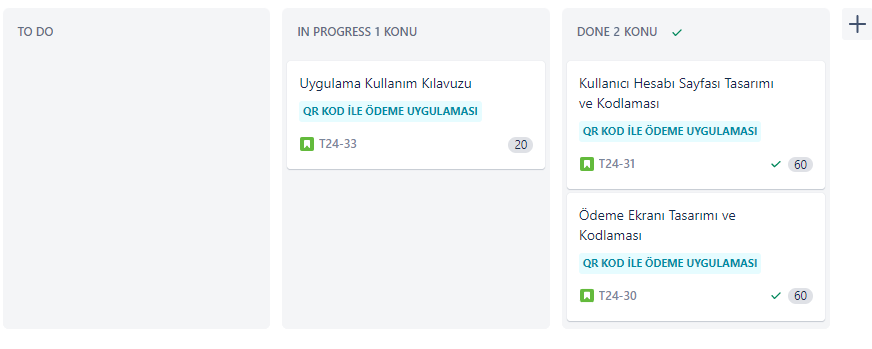 TO DO
IN PROGRESS 1 KONU
Uygulama Kullanım Kılavuzu
QR KOD İLE ÖDEME UYGULAMASI
T24-33
20
DONE 2 KONU
Kullanıcı Hesabı Sayfası Tasarımı
ve Kodlaması
QR KOD İLE ÖDEME UYGULAMASI
T24-31
60
Ödeme Ekranı Tasarımı ve
Kodlaması
QR KOD İLE ÖDEME UYGULAMASI
T24-30
60